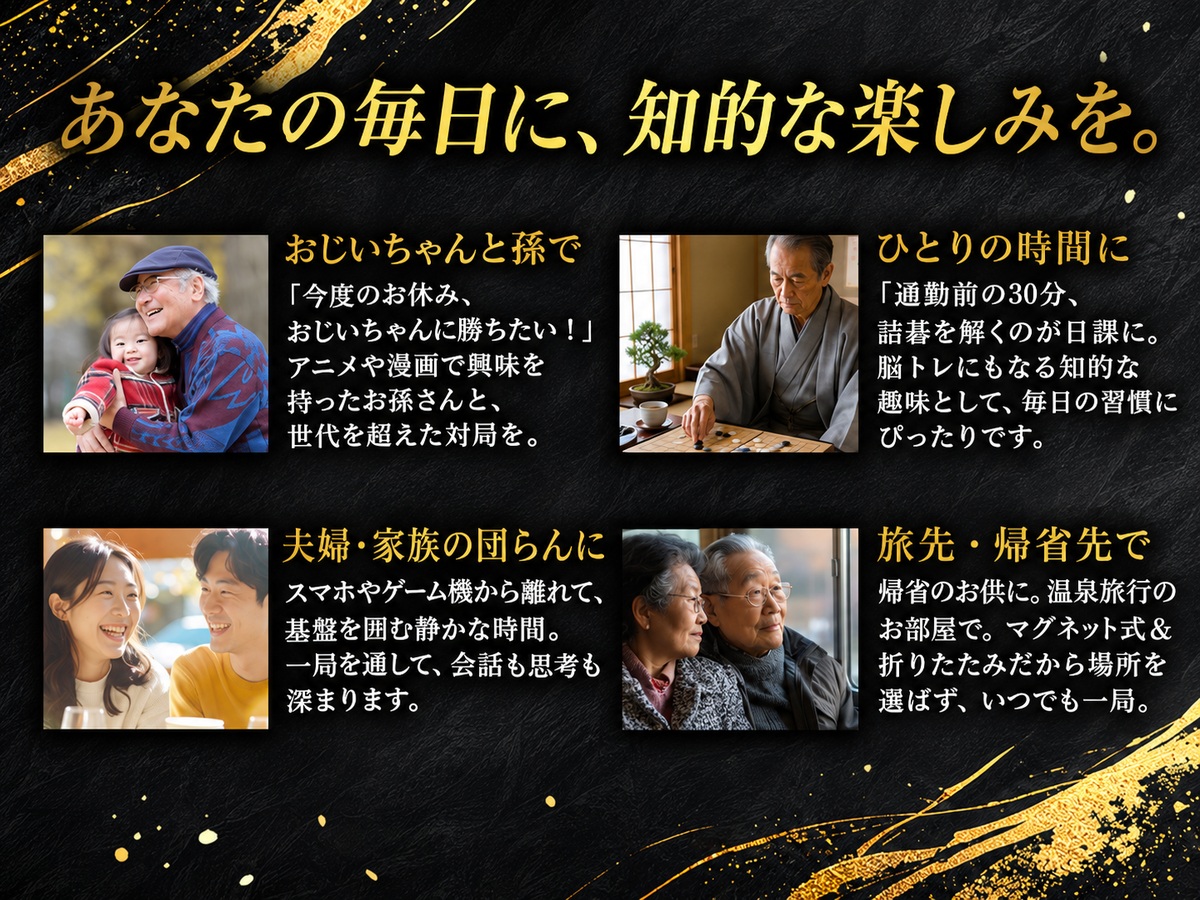 あなたの毎日に、知的な楽しみを。
おじいちゃんと孫で
「今度のお休み、
おじいちゃんに勝ちたい！」
アニメや漫画で興味を
持ったお孫さんと、
世代を超えた対局を。
ひとりの時間に
「通勤前の30分、
詰碁を解くのが日課に。
脳トレにもなる知的な
趣味として、毎日の習慣に
ぴったりです。
夫婦・家族の団らんに
スマホやゲーム機から離れて、
基盤を囲む静かな時間。
一局を通して、会話も思考も
深まります。
旅先・帰省先で
帰省のお供に。温泉旅行の
お部屋で。マグネット式＆
折りたたみだから場所を
選ばず、いつでも一局。